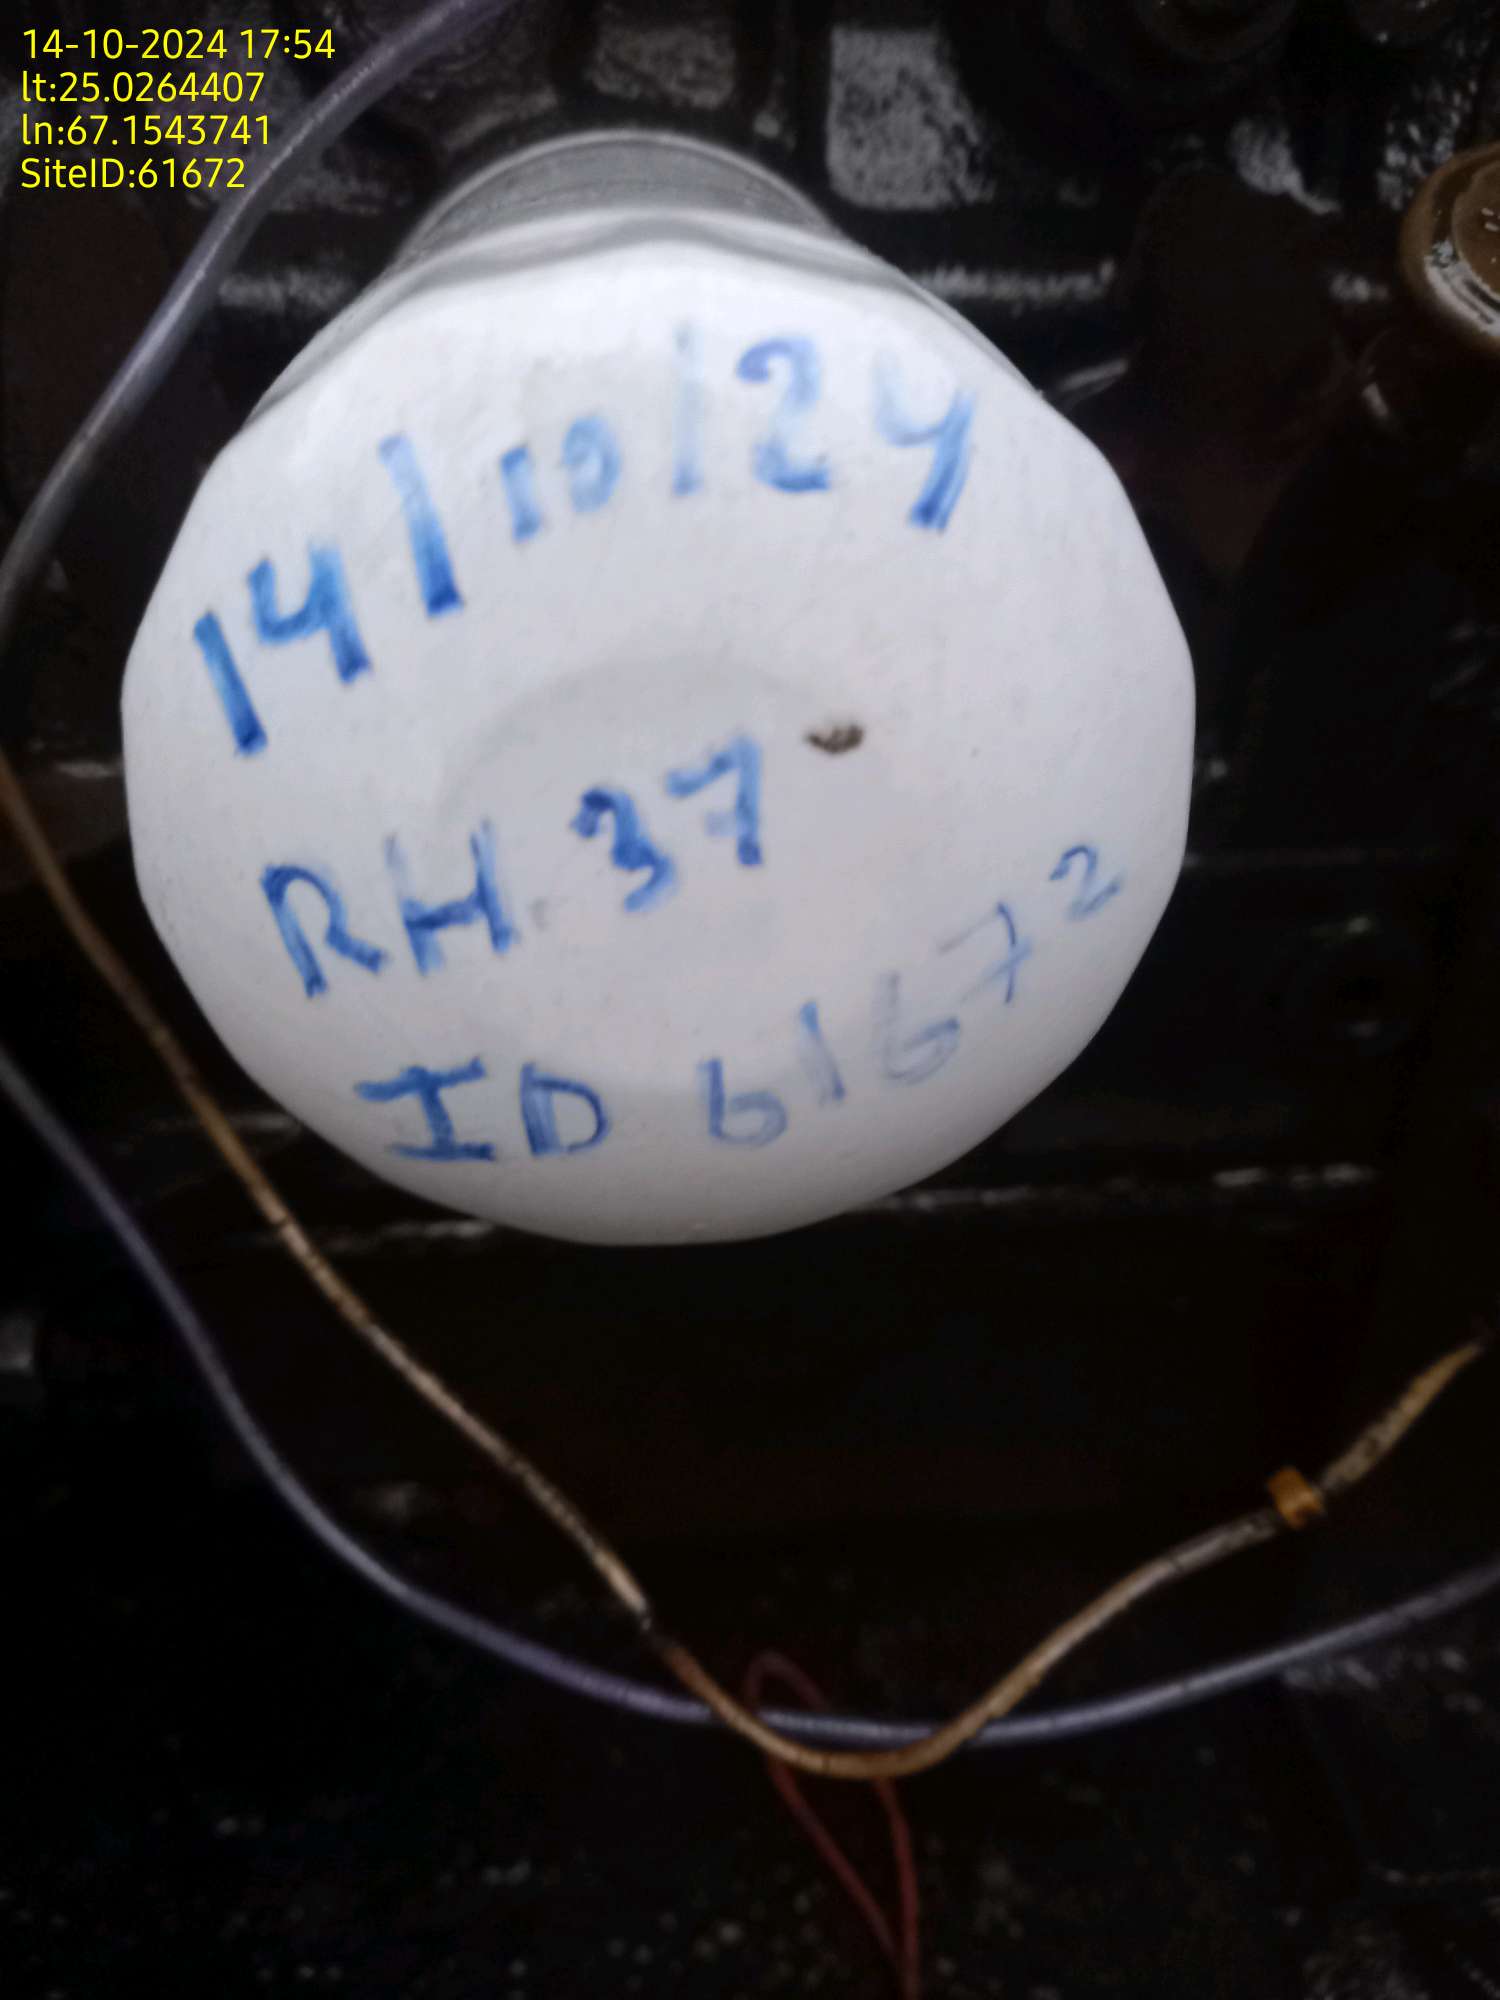 14-10-2024 17:54
lt:25.0264407
ln:67.1543741
SiteID:61672
14/10/24
RH 37
ID 61672